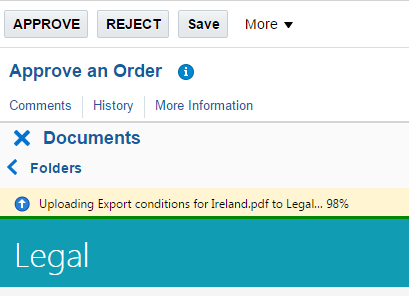 APPROVE REJECT Save More
Approve an Order
Comments History More Information
Documents
Folders
Uploading Export conditions for Ireland.pdf to Legal... 98%
Legal